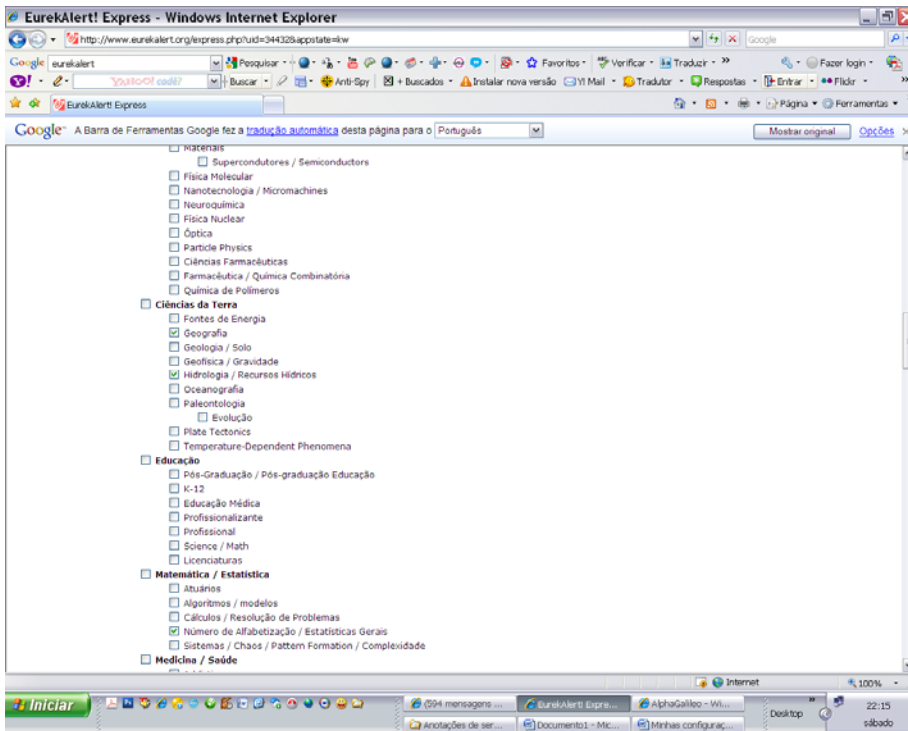 EurekAlert! Express - Windows Internet Explorer
http://www.eurekalert.org/express.php?uid=34432&appstate=kw
Google
Google eurekalert Pesquisar Favoritos Verificar Traduzir Fazer login
Y! Buscar Anti-Spy + Buscados Instalar nova versão Y! Mail Tradutor Respostas Entrar Flickr
EurekAlert! Express Página Ferramentas
Google A Barra de Ferramentas Google fez a tradução automática desta página para o Português Mostrar original Opções
Materiais
Supercondutores / Semiconductors
Física Molecular
Nanotecnologia / Micromachines
Neuroquímica
Física Nuclear
Óptica
Particle Physics
Ciências Farmacêuticas
Farmacêutica / Química Combinatória
Química de Polímeros
Ciências da Terra
Fontes de Energia
Geografia
Geologia / Solo
Geofísica / Gravidade
Hidrologia / Recursos Hídricos
Oceanografia
Paleontologia
Evolução
Plate Tectonics
Temperature-Dependent Phenomena
Educação
Pós-Graduação / Pós-graduação Educação
K-12
Educação Médica
Profissionalizante
Profissional
Science / Math
Licenciaturas
Matemática / Estatística
Atuários
Algoritmos / modelos
Cálculos / Resolução de Problemas
Número de Alfabetização / Estatísticas Gerais
Sistemas / Chaos / Pattern Formation / Complexidade
Medicina / Saúde
Internet 100%
Iniciar (594 mensagens ... EurekAlert! Expre... AlphaGalileo - Wi... Desktop 22:15
Anotações de ser... Documento1 - Mic... Minhas configuraç... sábado